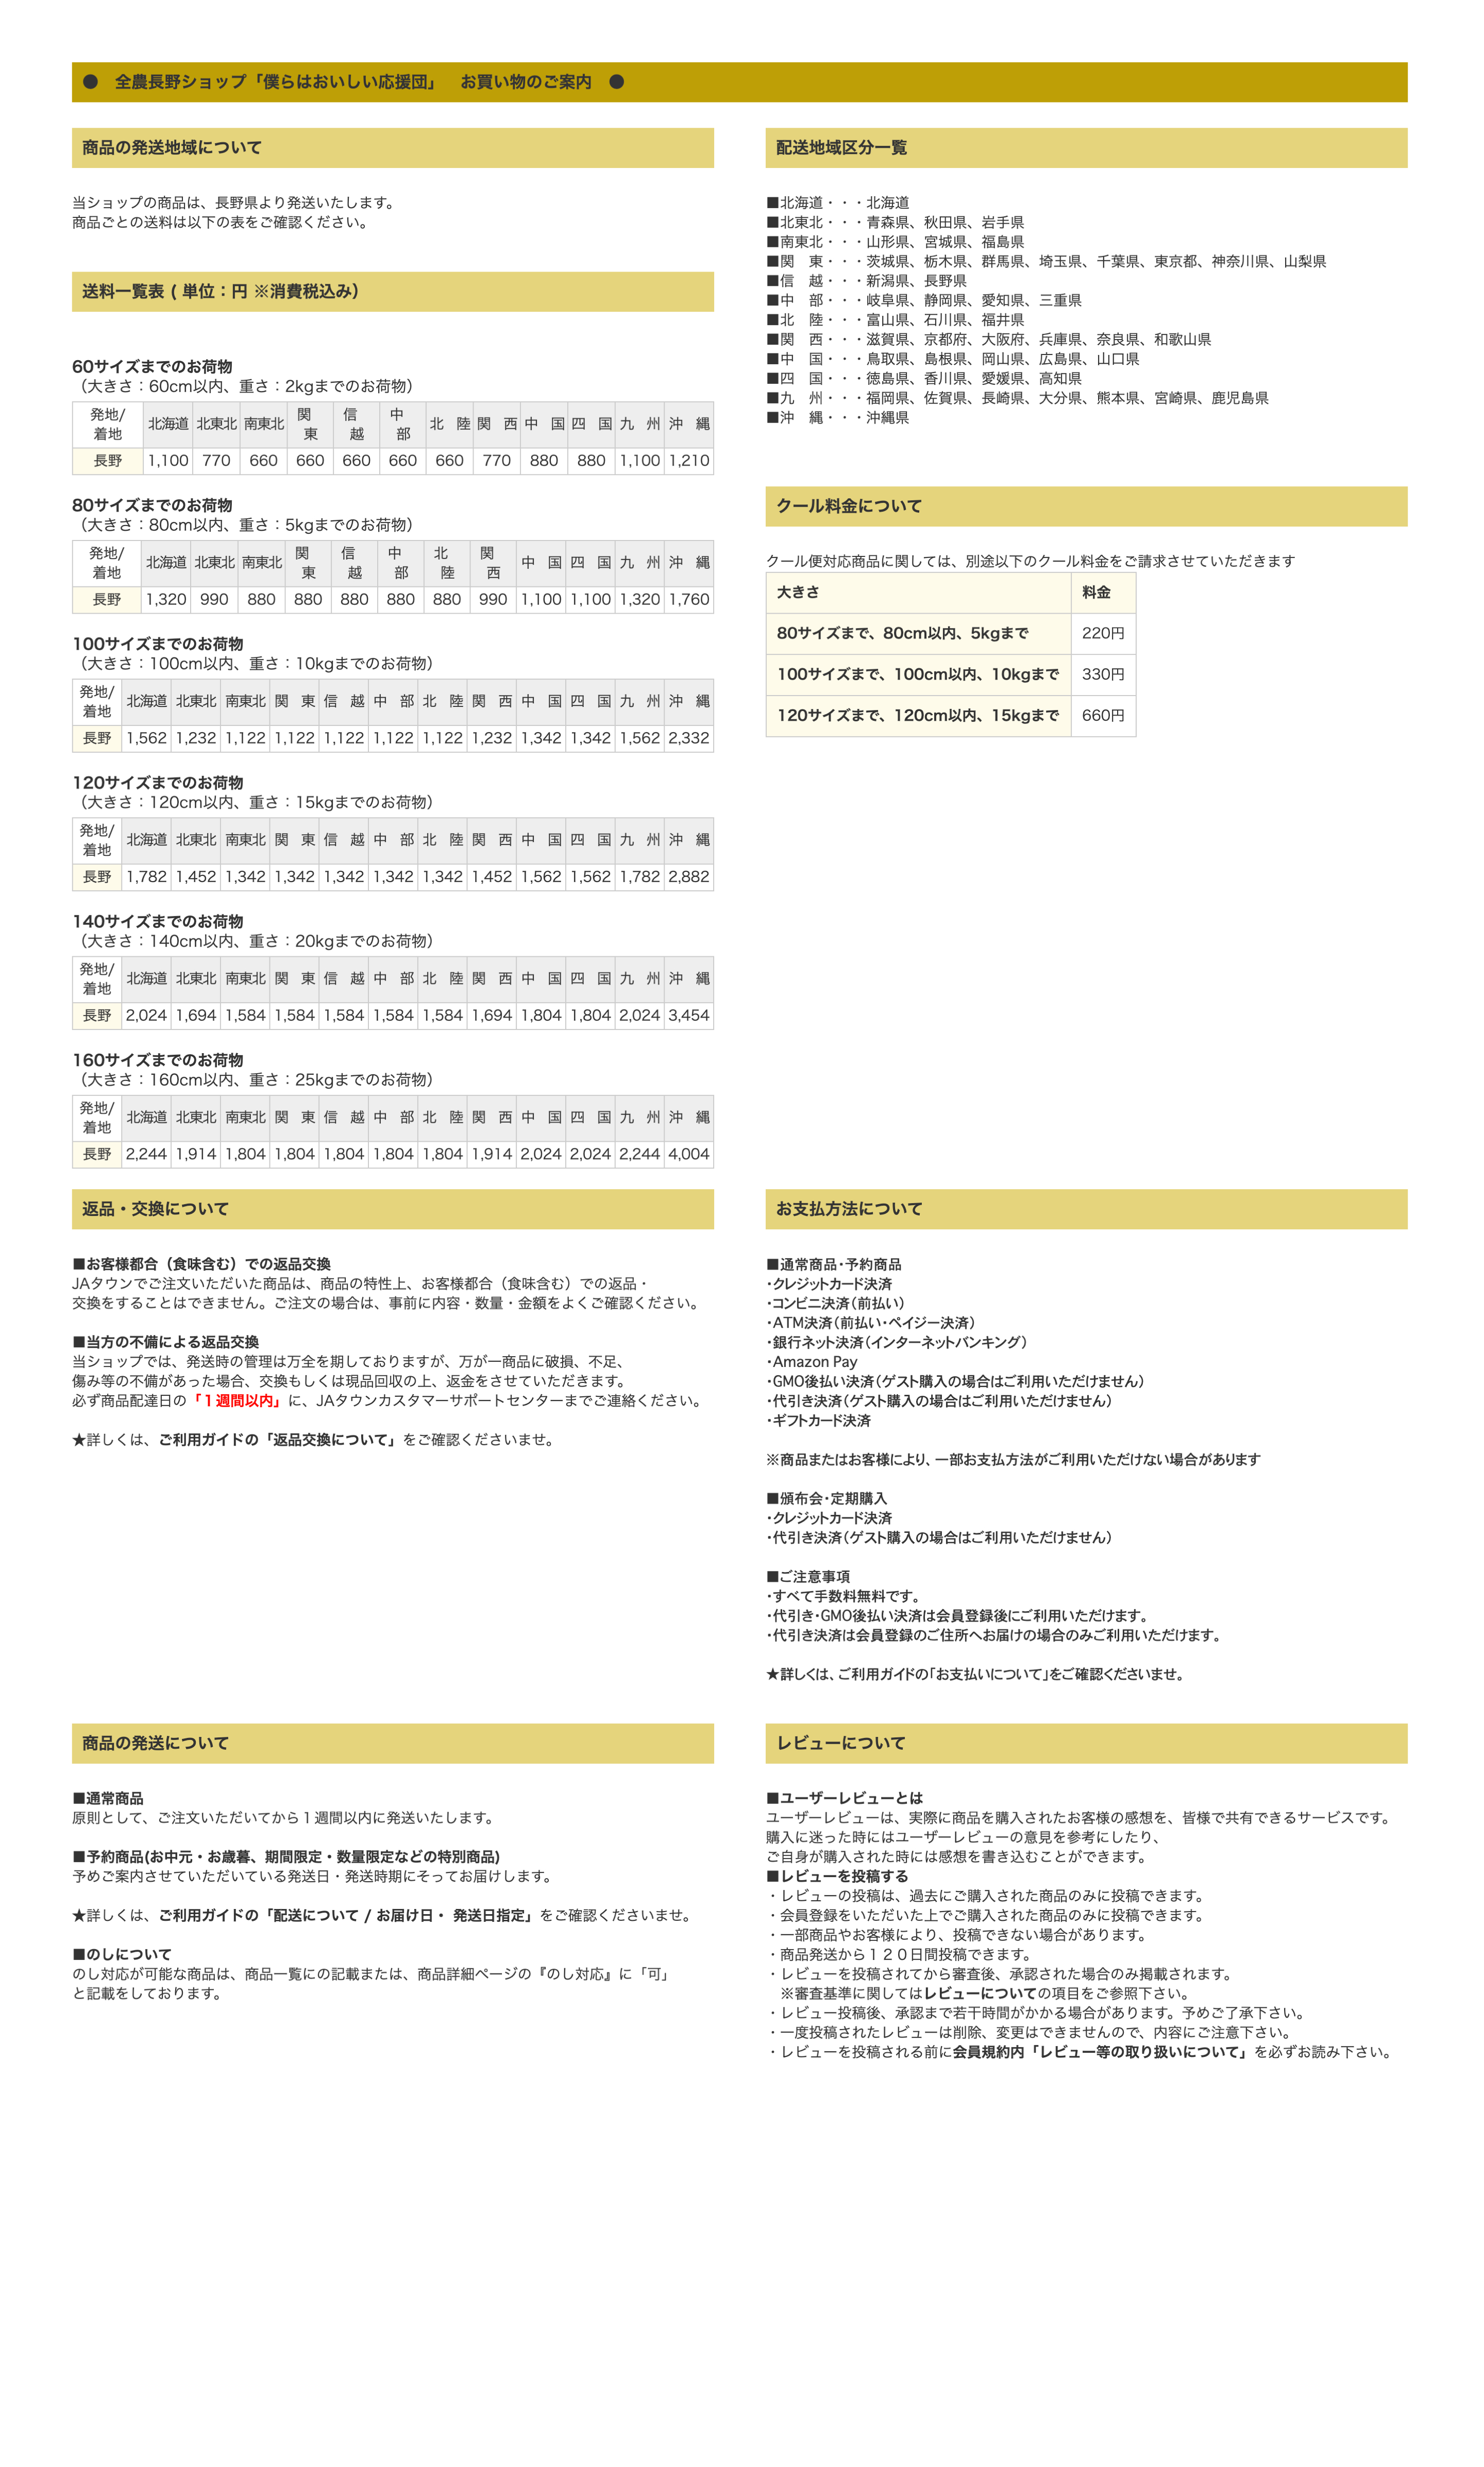 ● 全農長野ショップ「僕らはおいしい応援団」 お買い物のご案内 ●
商品の発送地域について
当ショップの商品は、長野県より発送いたします。
商品ごとの送料は以下の表をご確認ください。
送料一覧表 ( 単位：円 ※消費税込み）
60サイズまでのお荷物
（大きさ：60cm以内、重さ：2kgまでのお荷物）
発地/着地 北海道 北東北 南東北 関 東 信 越 中 部 北 陸 関 西 中 国 四 国 九 州 沖 縄
長野 1,100 770 660 660 660 660 660 770 880 880 1,100 1,210
80サイズまでのお荷物
（大きさ：80cm以内、重さ：5kgまでのお荷物）
発地/着地 北海道 北東北 南東北 関 東 信 越 中 部 北 陸 関 西 中 国 四 国 九 州 沖 縄
長野 1,320 990 880 880 880 880 880 990 1,100 1,100 1,320 1,760
100サイズまでのお荷物
（大きさ：100cm以内、重さ：10kgまでのお荷物）
発地/着地 北海道 北東北 南東北 関 東 信 越 中 部 北 陸 関 西 中 国 四 国 九 州 沖 縄
長野 1,562 1,232 1,122 1,122 1,122 1,122 1,122 1,232 1,342 1,342 1,562 2,332
120サイズまでのお荷物
（大きさ：120cm以内、重さ：15kgまでのお荷物）
発地/着地 北海道 北東北 南東北 関 東 信 越 中 部 北 陸 関 西 中 国 四 国 九 州 沖 縄
長野 1,782 1,452 1,342 1,342 1,342 1,342 1,342 1,452 1,562 1,562 1,782 2,882
140サイズまでのお荷物
（大きさ：140cm以内、重さ：20kgまでのお荷物）
発地/着地 北海道 北東北 南東北 関 東 信 越 中 部 北 陸 関 西 中 国 四 国 九 州 沖 縄
長野 2,024 1,694 1,584 1,584 1,584 1,584 1,584 1,694 1,804 1,804 2,024 3,454
160サイズまでのお荷物
（大きさ：160cm以内、重さ：25kgまでのお荷物）
発地/着地 北海道 北東北 南東北 関 東 信 越 中 部 北 陸 関 西 中 国 四 国 九 州 沖 縄
長野 2,244 1,914 1,804 1,804 1,804 1,804 1,804 1,914 2,024 2,024 2,244 4,004
配送地域区分一覧
■北海道・・・北海道
■北東北・・・青森県、秋田県、岩手県
■南東北・・・山形県、宮城県、福島県
■関 東・・・茨城県、栃木県、群馬県、埼玉県、千葉県、東京都、神奈川県、山梨県
■信 越・・・新潟県、長野県
■中 部・・・岐阜県、静岡県、愛知県、三重県
■北 陸・・・富山県、石川県、福井県
■関 西・・・滋賀県、京都府、大阪府、兵庫県、奈良県、和歌山県
■中 国・・・鳥取県、島根県、岡山県、広島県、山口県
■四 国・・・徳島県、香川県、愛媛県、高知県
■九 州・・・福岡県、佐賀県、長崎県、大分県、熊本県、宮崎県、鹿児島県
■沖 縄・・・沖縄県
クール料金について
クール便対応商品に関しては、別途以下のクール料金をご請求させていただきます
大きさ 料金
80サイズまで、80cm以内、5kgまで 220円
100サイズまで、100cm以内、10kgまで 330円
120サイズまで、120cm以内、15kgまで 660円
返品・交換について
■お客様都合（食味含む）での返品交換
JAタウンでご注文いただいた商品は、商品の特性上、お客様都合（食味含む）での返品・
交換をすることはできません。ご注文の場合は、事前に内容・数量・金額をよくご確認ください。
■当方の不備による返品交換
当ショップでは、発送時の管理は万全を期しておりますが、万が一商品に破損、不足、
傷み等の不備があった場合、交換もしくは現品回収の上、返金をさせていただきます。
必ず商品配達日の「１週間以内」に、JAタウンカスタマーサポートセンターまでご連絡ください。
★詳しくは、ご利用ガイドの「返品交換について」をご確認くださいませ。
お支払方法について
■通常商品・予約商品
・クレジットカード決済
・コンビニ決済（前払い）
・ATM決済（前払い・ペイジー決済）
・銀行ネット決済（インターネットバンキング）
・Amazon Pay
・GMO後払い決済（ゲスト購入の場合はご利用いただけません）
・代引き決済（ゲスト購入の場合はご利用いただけません）
・ギフトカード決済
※商品またはお客様により、一部お支払方法がご利用いただけない場合があります
■頒布会・定期購入
・クレジットカード決済
・代引き決済（ゲスト購入の場合はご利用いただけません）
■ご注意事項
・すべて手数料無料です。
・代引き・GMO後払い決済は会員登録後にご利用いただけます。
・代引き決済は会員登録のご住所へお届けの場合のみご利用いただけます。
★詳しくは、ご利用ガイドの「お支払いについて」をご確認くださいませ。
商品の発送について
■通常商品
原則として、ご注文いただいてから１週間以内に発送いたします。
■予約商品(お中元・お歳暮、期間限定・数量限定などの特別商品)
予めご案内させていただいている発送日・発送時期にそってお届けします。
★詳しくは、ご利用ガイドの「配送について / お届け日・ 発送日指定」をご確認くださいませ。
■のしについて
のし対応が可能な商品は、商品一覧にの記載または、商品詳細ページの『のし対応』に「可」
と記載をしております。
レビューについて
■ユーザーレビューとは
ユーザーレビューは、実際に商品を購入されたお客様の感想を、皆様で共有できるサービスです。
購入に迷った時にはユーザーレビューの意見を参考にしたり、
ご自身が購入された時には感想を書き込むことができます。
■レビューを投稿する
・レビューの投稿は、過去にご購入された商品のみに投稿できます。
・会員登録をいただいた上でご購入された商品のみに投稿できます。
・一部商品やお客様により、投稿できない場合があります。
・商品発送から１２０日間投稿できます。
・レビューを投稿されてから審査後、承認された場合のみ掲載されます。
※審査基準に関してはレビューについての項目をご参照下さい。
・レビュー投稿後、承認まで若干時間がかかる場合があります。予めご了承下さい。
・一度投稿されたレビューは削除、変更はできませんので、内容にご注意下さい。
・レビューを投稿される前に会員規約内「レビュー等の取り扱いについて」を必ずお読み下さい。